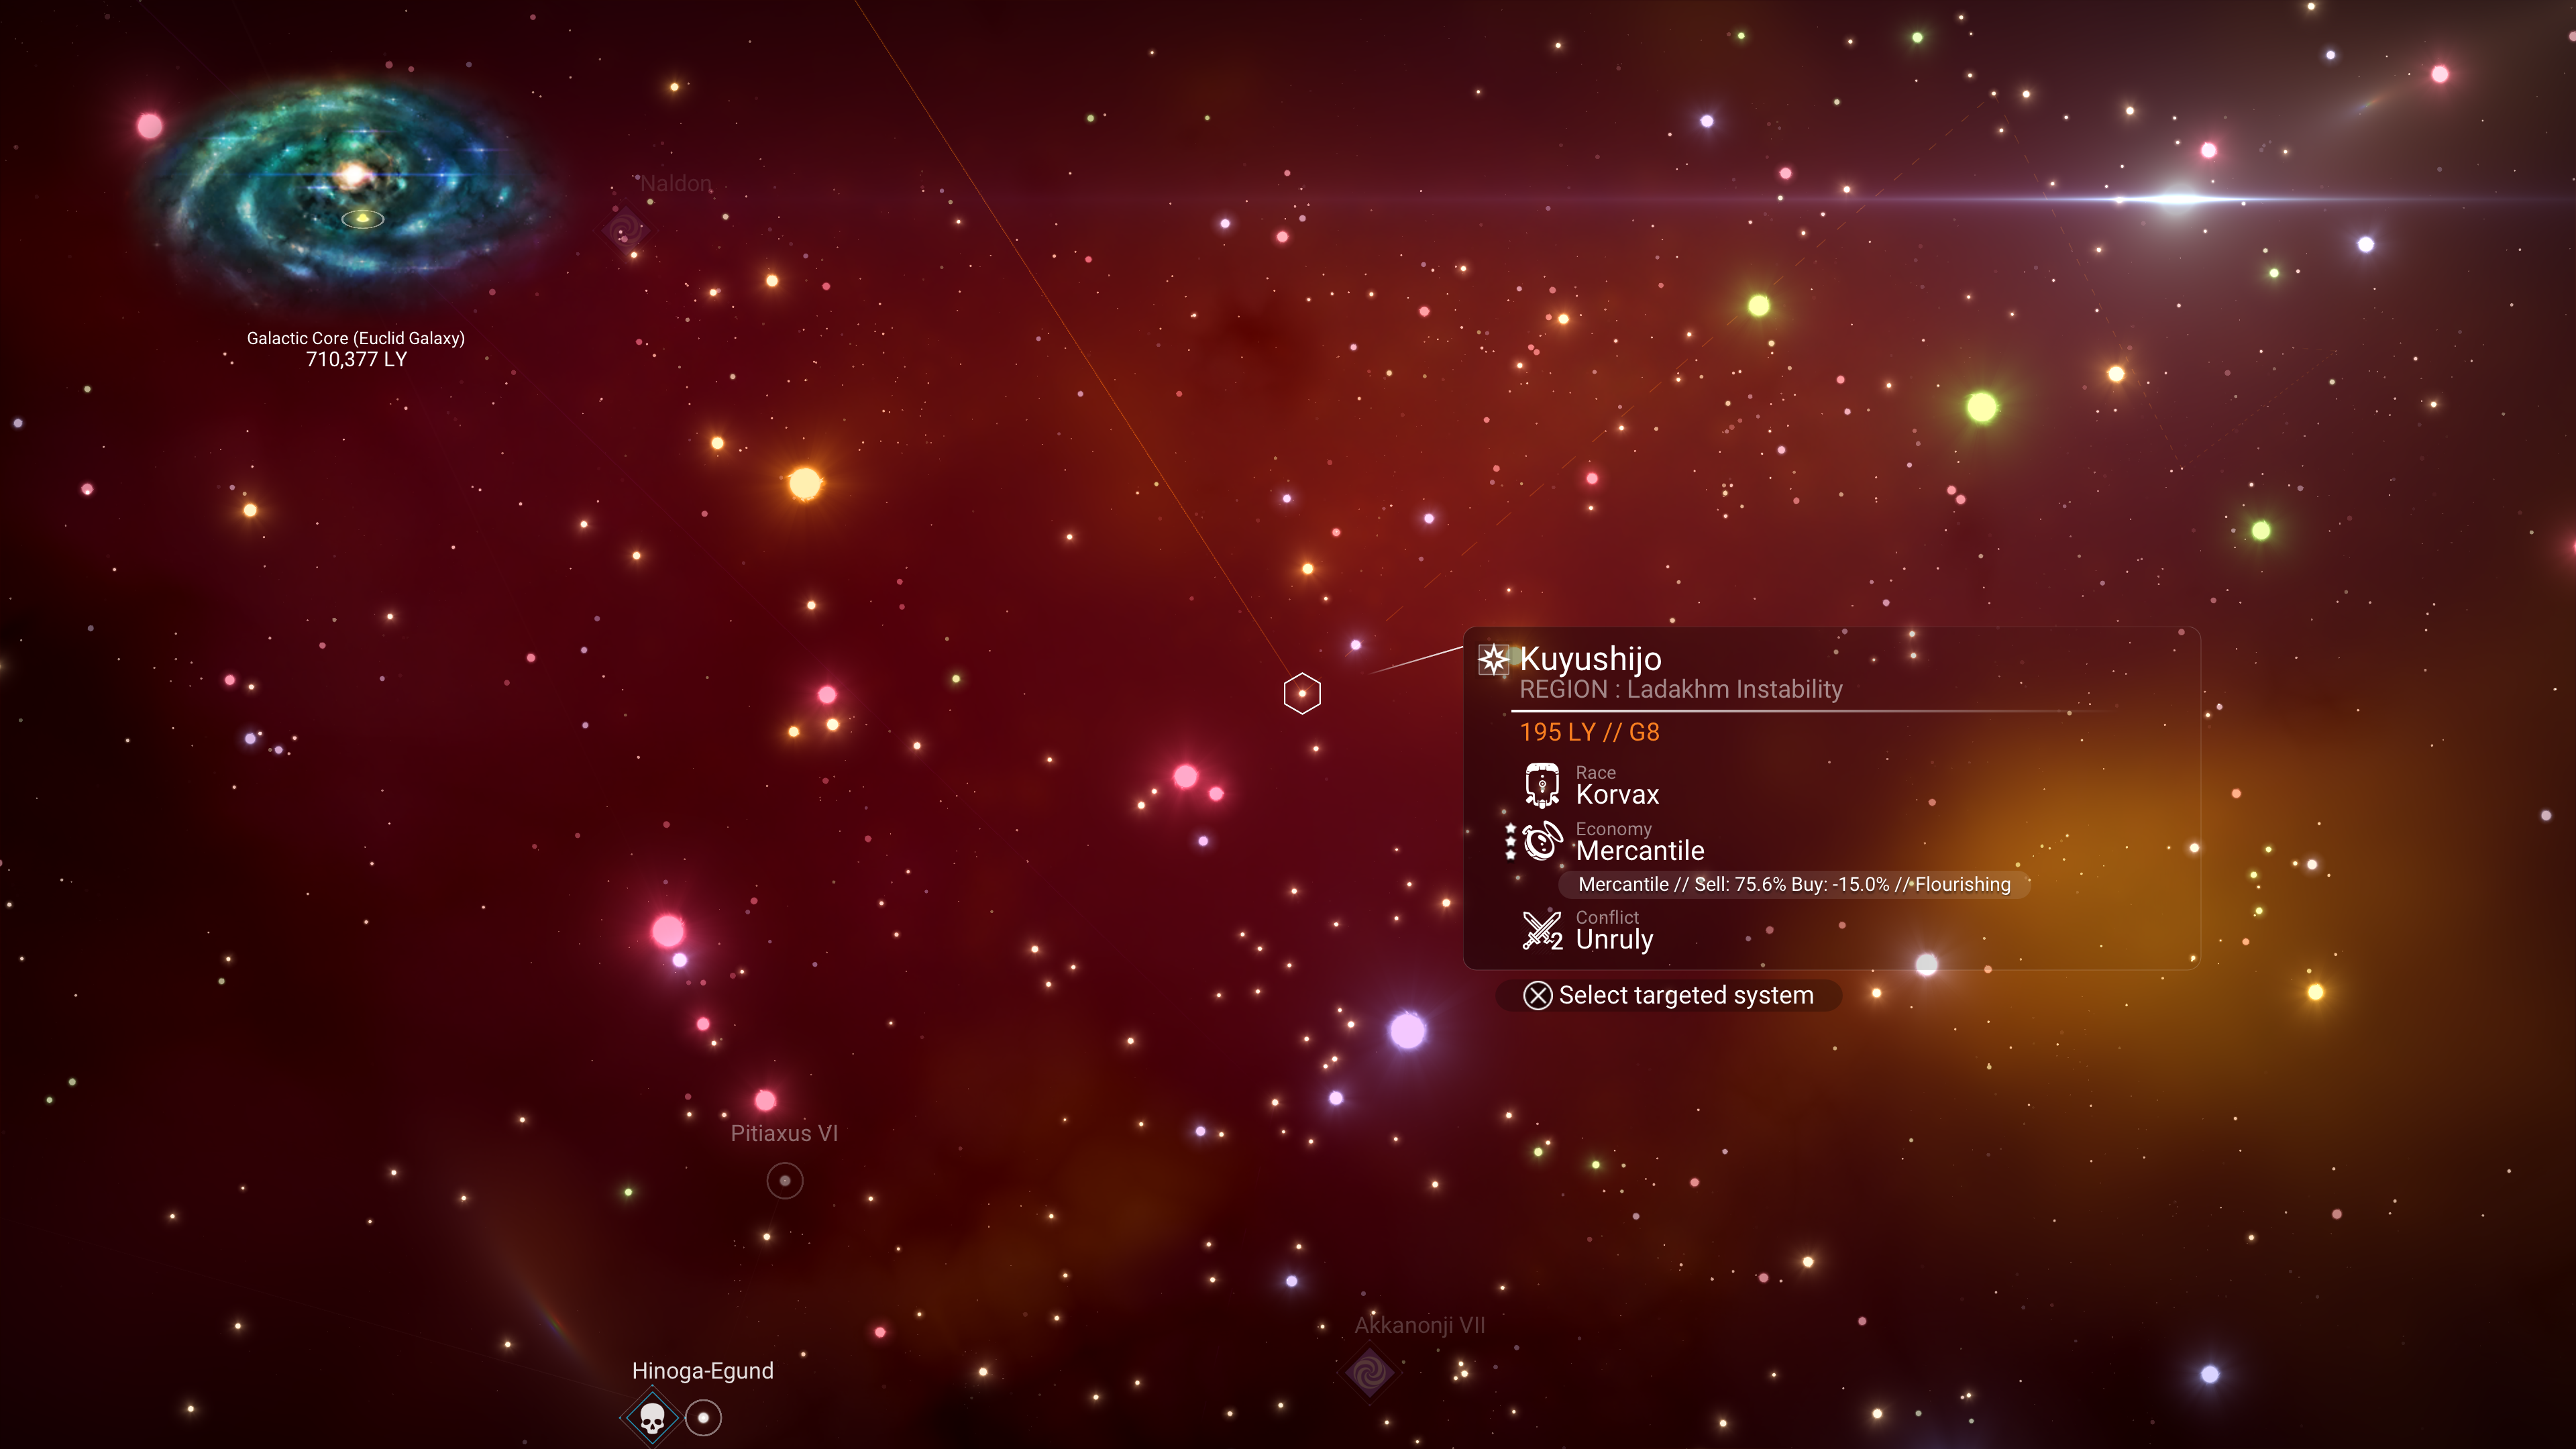 Naldon
Galactic Core (Euclid Galaxy)
710,377 LY
Kuyushijo
REGION : Ladakhm Instability
195 LY // G8
Race
Korvax
Economy
Mercantile
Mercantile // Sell: 75.6% Buy: -15.0% // Flourishing
2
Conflict
Unruly
Select targeted system
Pitiaxus VI
Akkanonji VII
Hinoga-Egund